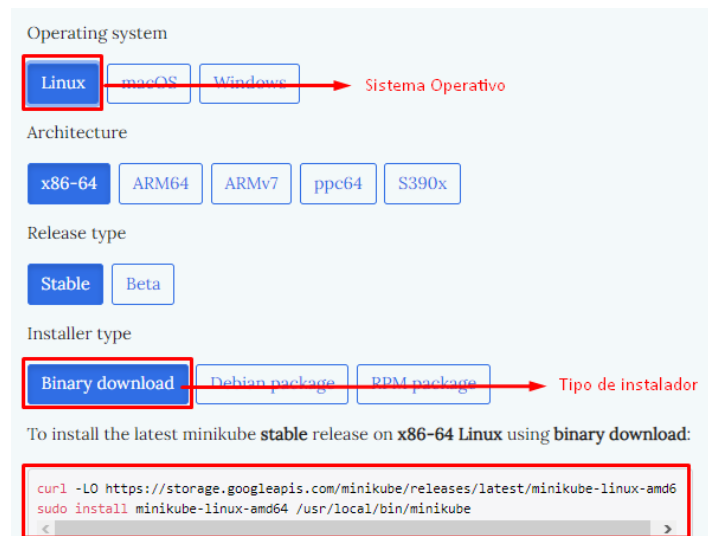 Operating system
Linux macOS Windows Sistema Operativo
Architecture
x86-64 ARM64 ARMv7 ppc64 S390x
Release type
Stable Beta
Installer type
Binary download Debian package RPM package Tipo de instalador
To install the latest minikube stable release on x86-64 Linux using binary download:
curl -LO https://storage.googleapis.com/minikube/releases/latest/minikube-linux-amd6
sudo install minikube-linux-amd64 /usr/local/bin/minikube